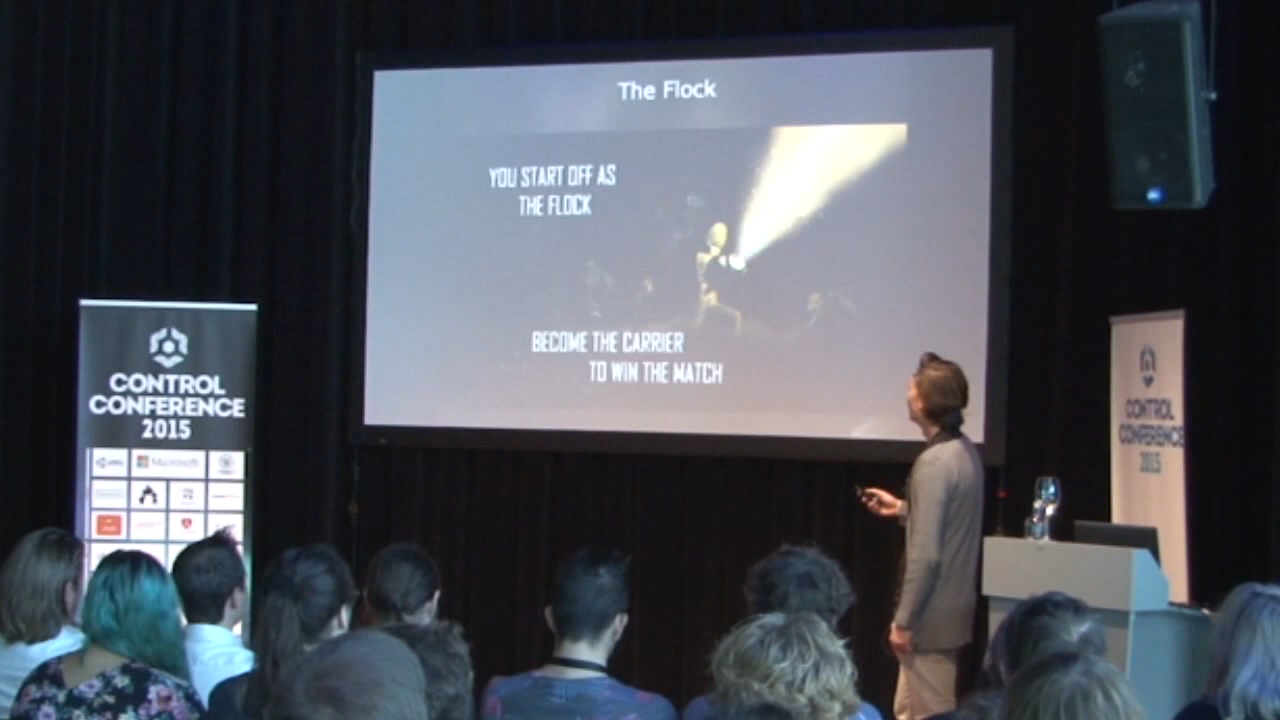 The Flock
YOU START OFF AS
THE FLOCK
BECOME THE CARRIER
TO WIN THE MATCH
CONTROL
CONFERENCE
2015
Microsoft
CONTROL
CONFERENCE
2015